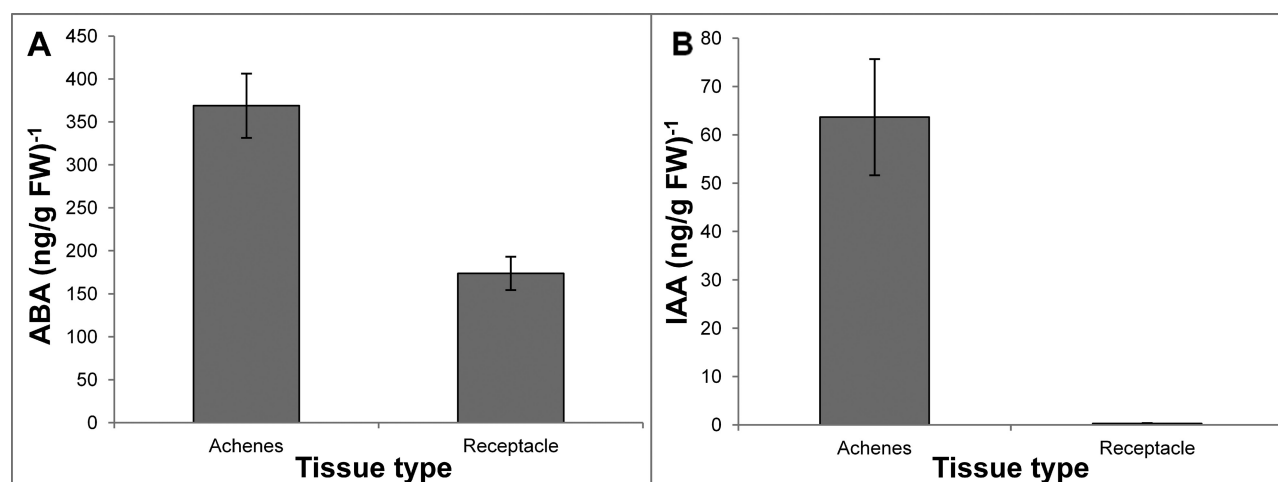 A
ABA (ng/g FW)-1
450
400
350
300
250
200
150
100
50
0
Achenes
Receptacle
Tissue type
B
IAA (ng/g FW)-1
80
70
60
50
40
30
20
10
0
Achenes
Receptacle
Tissue type